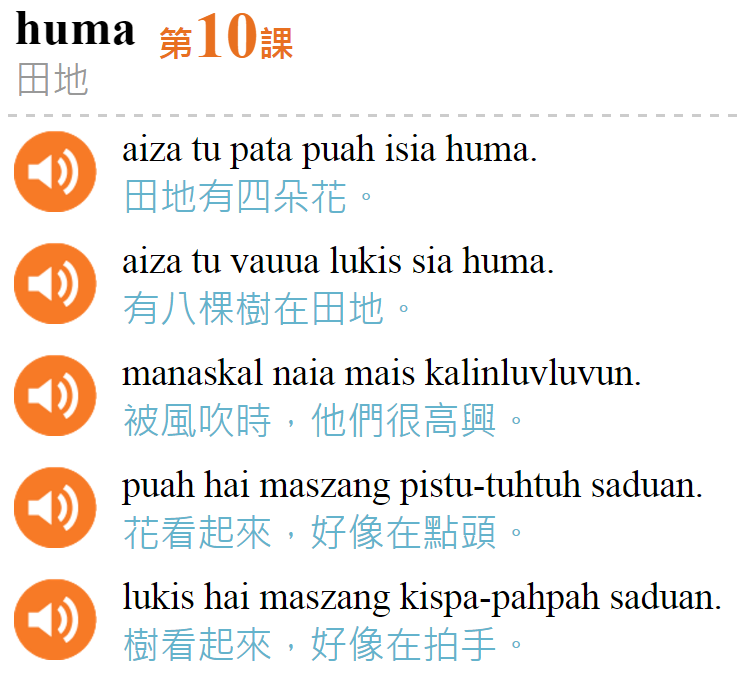 huma 第10課
田地
aiza tu pata puah isia huma.
田地有四朵花。
aiza tu vauua lukis sia huma.
有八棵樹在田地。
manaskal naia mais kalinluvluvun.
被風吹時，他們很高興。
puah hai maszang pistu-tuhtuh saduan.
花看起來，好像在點頭。
lukis hai maszang kispa-pahpah saduan.
樹看起來，好像在拍手。